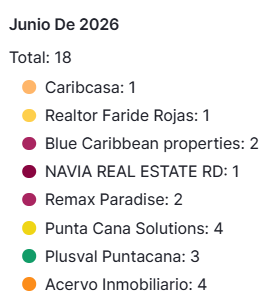 Junio De 2026
Total: 18
Caribcasa: 1
Realtor Faride Rojas: 1
Blue Caribbean properties: 2
NAVIA REAL ESTATE RD: 1
Remax Paradise: 2
Punta Cana Solutions: 4
Plusval Puntacana: 3
Acervo Inmobiliario: 4